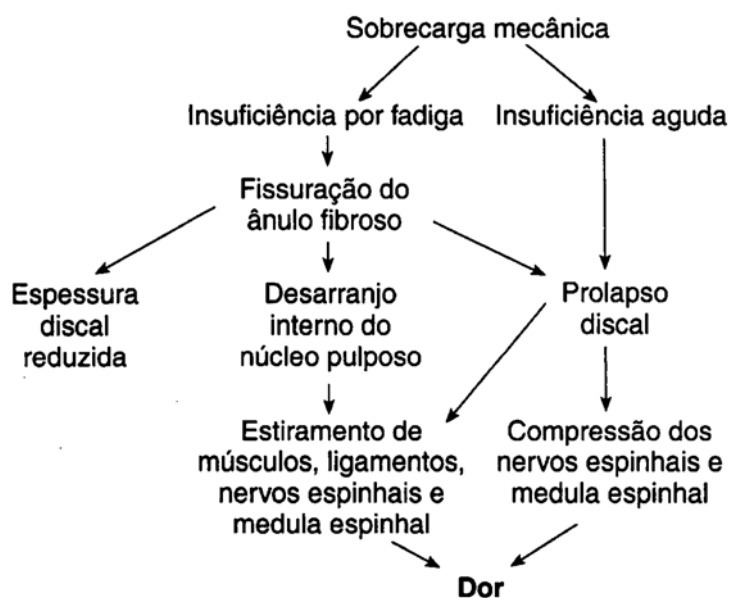 Sobrecarga mecânica
Insuficiência por fadiga
Insuficiência aguda
Fissuração do
ânulo fibroso
Espessura
discal
reduzida
Desarranjo
interno do
núcleo pulposo
Prolapso
discal
Estiramento de
músculos, ligamentos,
nervos espinhais e
medula espinhal
Compressão dos
nervos espinhais e
medula espinhal
Dor